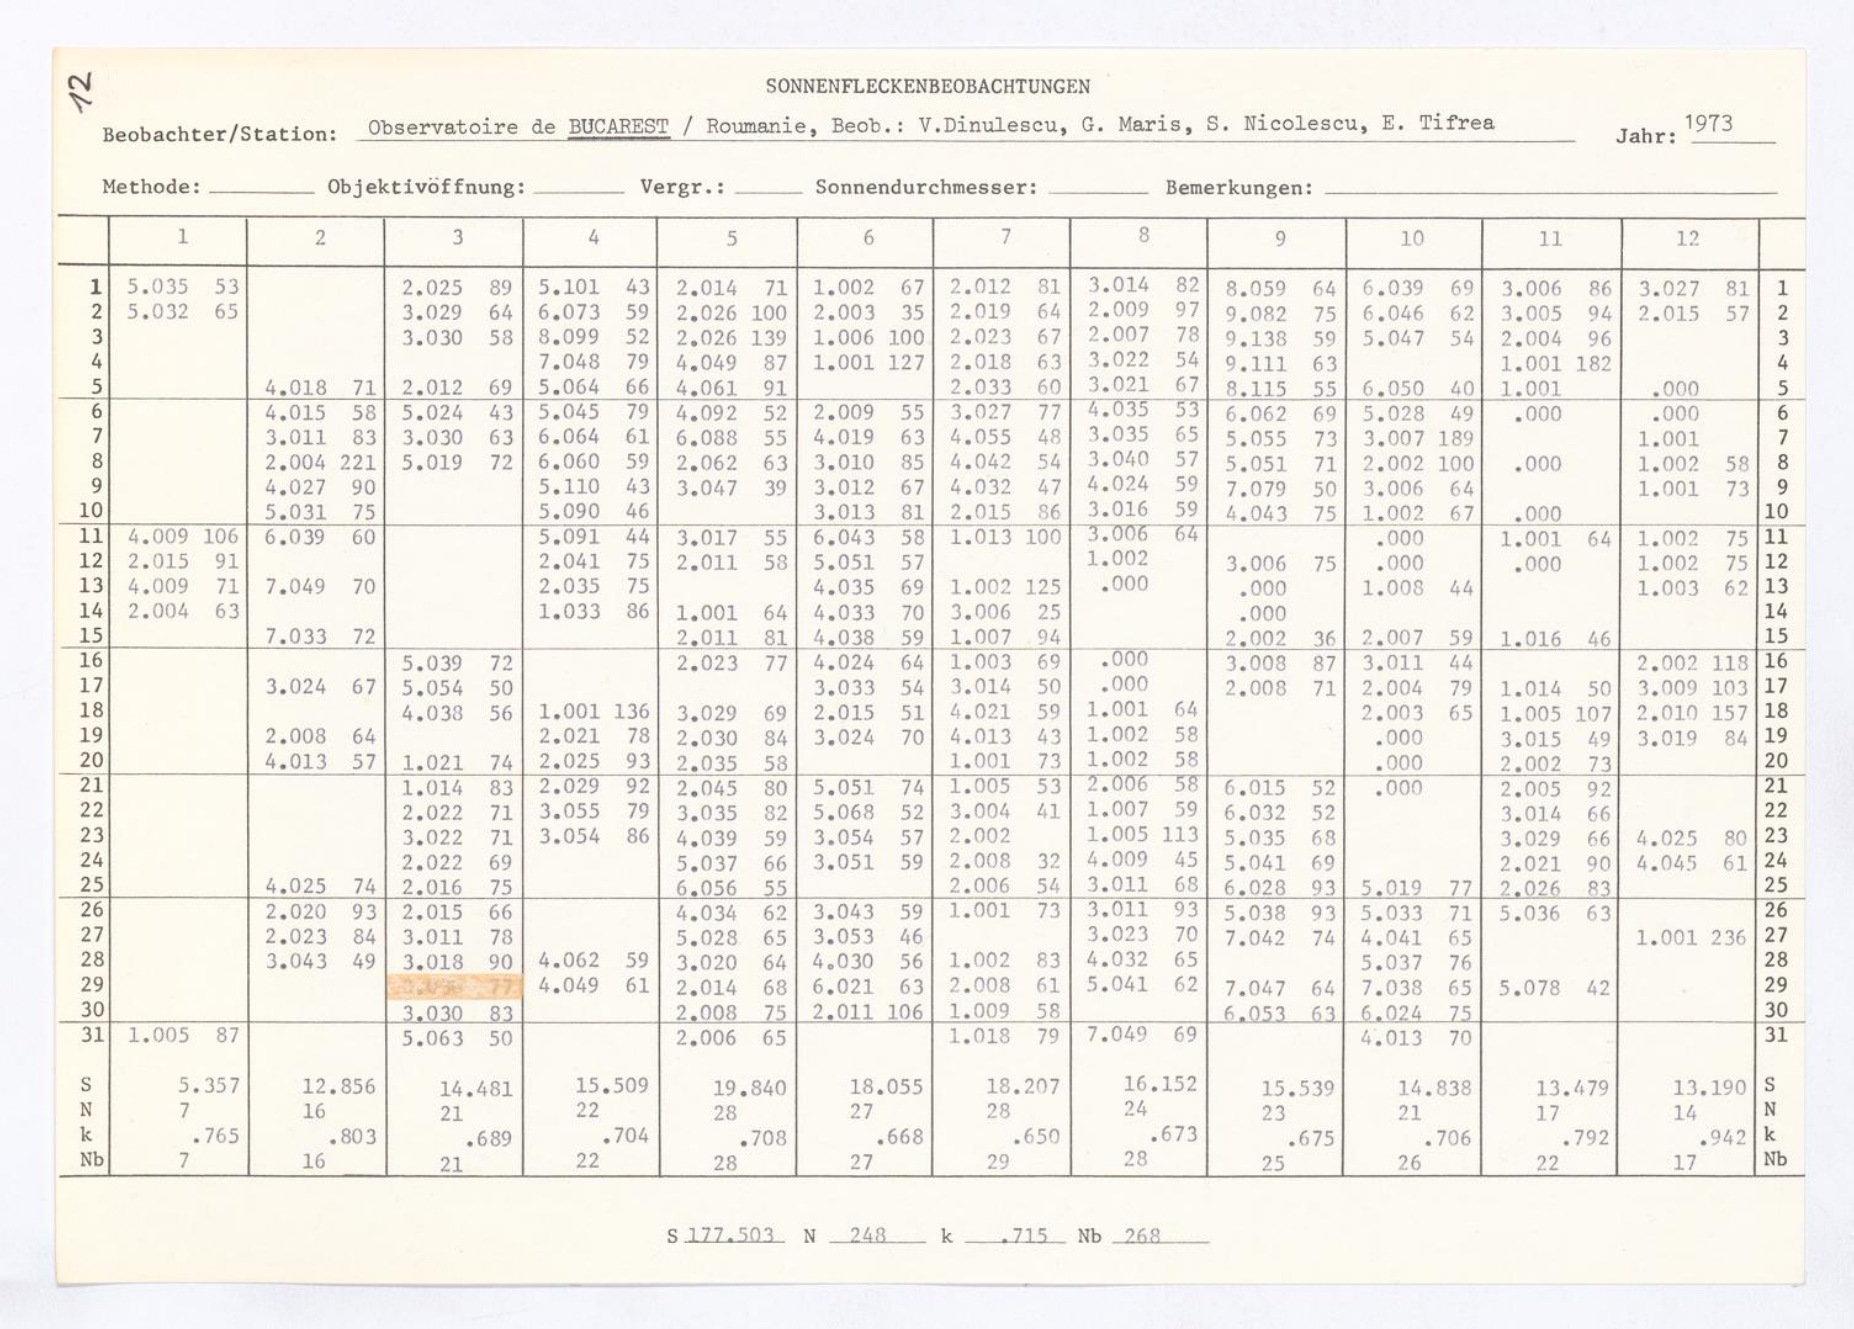 12
SONNENFLECKENBEOBACHTUNGEN
Beobachter/Station: Observatoire de BUCAREST / Roumanie, Beob.: V.Dinulescu, G. Maris, S. Nicolescu, E. Tifrea Jahr: 1973
Methode: Objektivöffnung: Vergr.: Sonnendurchmesser: Bemerkungen:
1 2 3 4 5 6 7 8 9 10 11 12
1 5.035 53 2.025 89 5.101 43 2.014 71 1.002 67 2.012 81 3.014 82 8.059 64 6.039 69 3.006 86 3.027 81 1
2 5.032 65 3.029 64 6.073 59 2.026 100 2.003 35 2.019 64 2.009 97 9.082 75 6.046 62 3.005 94 2.015 57 2
3 3.030 58 8.099 52 2.026 139 1.006 100 2.023 67 2.007 78 9.138 59 5.047 54 2.004 96 3
4 7.048 79 4.049 87 1.001 127 2.018 63 3.022 54 9.111 63 1.001 182 4
5 4.018 71 2.012 69 5.064 66 4.061 91 2.033 60 3.021 67 8.115 55 6.050 40 1.001 .000 5
6 4.015 58 5.024 43 5.045 79 4.092 52 2.009 55 3.027 77 4.035 53 6.062 69 5.028 49 .000 .000 6
7 3.011 83 3.030 63 6.064 61 6.088 55 4.019 63 4.055 48 3.035 65 5.055 73 3.007 189 1.001 7
8 2.004 221 5.019 72 6.060 59 2.062 63 3.010 85 4.042 54 3.040 57 5.051 71 2.002 100 .000 1.002 58 8
9 4.027 90 5.110 43 3.047 39 3.012 67 4.032 47 4.024 59 7.079 50 3.006 64 1.001 73 9
10 5.031 75 5.090 46 3.013 81 2.015 86 3.016 59 4.043 75 1.002 67 .000 10
11 4.009 106 6.039 60 5.091 44 3.017 55 6.043 58 1.013 100 3.006 64 .000 1.001 64 1.002 75 11
12 2.015 91 2.041 75 2.011 58 5.051 57 1.002 3.006 75 .000 .000 1.002 75 12
13 4.009 71 7.049 70 2.035 75 4.035 69 1.002 125 .000 .000 1.008 44 1.003 62 13
14 2.004 63 1.033 86 1.001 64 4.033 70 3.006 25 .000 14
15 7.033 72 2.011 81 4.038 59 1.007 94 2.002 36 2.007 59 1.016 46 15
16 5.039 72 2.023 77 4.024 64 1.003 69 .000 3.008 87 3.011 44 2.002 118 16
17 3.024 67 5.054 50 3.033 54 3.014 50 .000 2.008 71 2.004 79 1.014 50 3.009 103 17
18 4.038 56 1.001 136 3.029 69 2.015 51 4.021 59 1.001 64 2.003 65 1.005 107 2.010 157 18
19 2.008 64 2.021 78 2.030 84 3.024 70 4.013 43 1.002 58 .000 3.015 49 3.019 84 19
20 4.013 57 1.021 74 2.025 93 2.035 58 1.001 73 1.002 58 .000 2.002 73 20
21 1.014 83 2.029 92 2.045 80 5.051 74 1.005 53 2.006 58 6.015 52 .000 2.005 92 21
22 2.022 71 3.055 79 3.035 82 5.068 52 3.004 41 1.007 59 6.032 52 3.014 66 22
23 3.022 71 3.054 86 4.039 59 3.054 57 2.002 1.005 113 5.035 68 3.029 66 4.025 80 23
24 2.022 69 5.037 66 3.051 59 2.008 32 4.009 45 5.041 69 2.021 90 4.045 61 24
25 4.025 74 2.016 75 6.056 55 2.006 54 3.011 68 6.028 93 5.019 77 2.026 83 25
26 2.020 93 2.015 66 4.034 62 3.043 59 1.001 73 3.011 93 5.038 93 5.033 71 5.036 63 26
27 2.023 84 3.011 78 5.028 65 3.053 46 3.023 70 7.042 74 4.041 65 1.001 236 27
28 3.043 49 3.018 90 4.062 59 3.020 64 4.030 56 1.002 83 4.032 65 5.037 76 28
29 77 4.049 61 2.014 68 6.021 63 2.008 61 5.041 62 7.047 64 7.038 65 5.078 42 29
30 3.030 83 2.008 75 2.011 106 1.009 58 6.053 63 6.024 75 30
31 1.005 87 5.063 50 2.006 65 1.018 79 7.049 69 4.013 70 31
S 5.357 12.856 14.481 15.509 19.840 18.055 18.207 16.152 15.539 14.838 13.479 13.190 S
N 7 16 21 22 28 27 28 24 23 21 17 14 N
k .765 .803 .689 .704 .708 .668 .650 .673 .675 .706 .792 .942 k
Nb 7 16 21 22 28 27 29 28 25 26 22 17 Nb
S 177.503 N 248 k .715 Nb 268